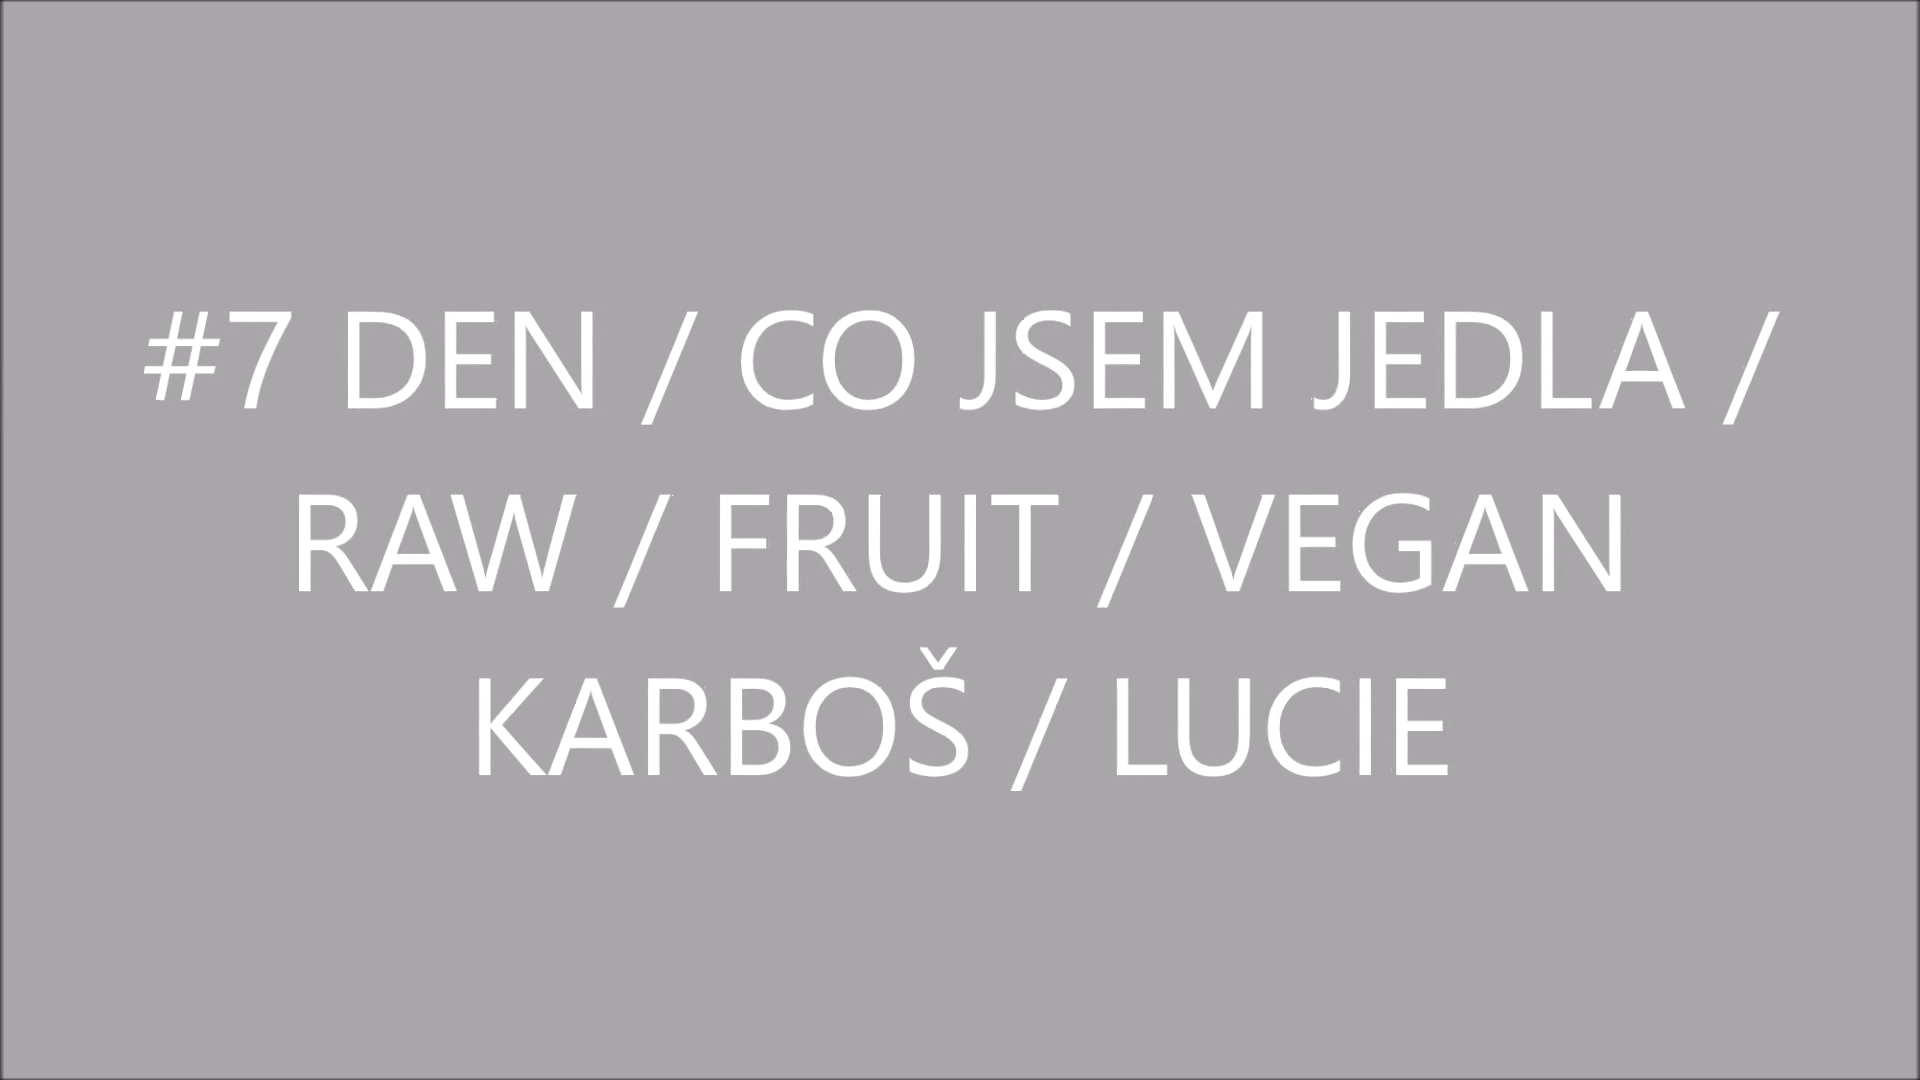 #7 DEN / CO JSEM JEDLA /
RAW / FRUIT / VEGAN
KARBOŠ / LUCIE